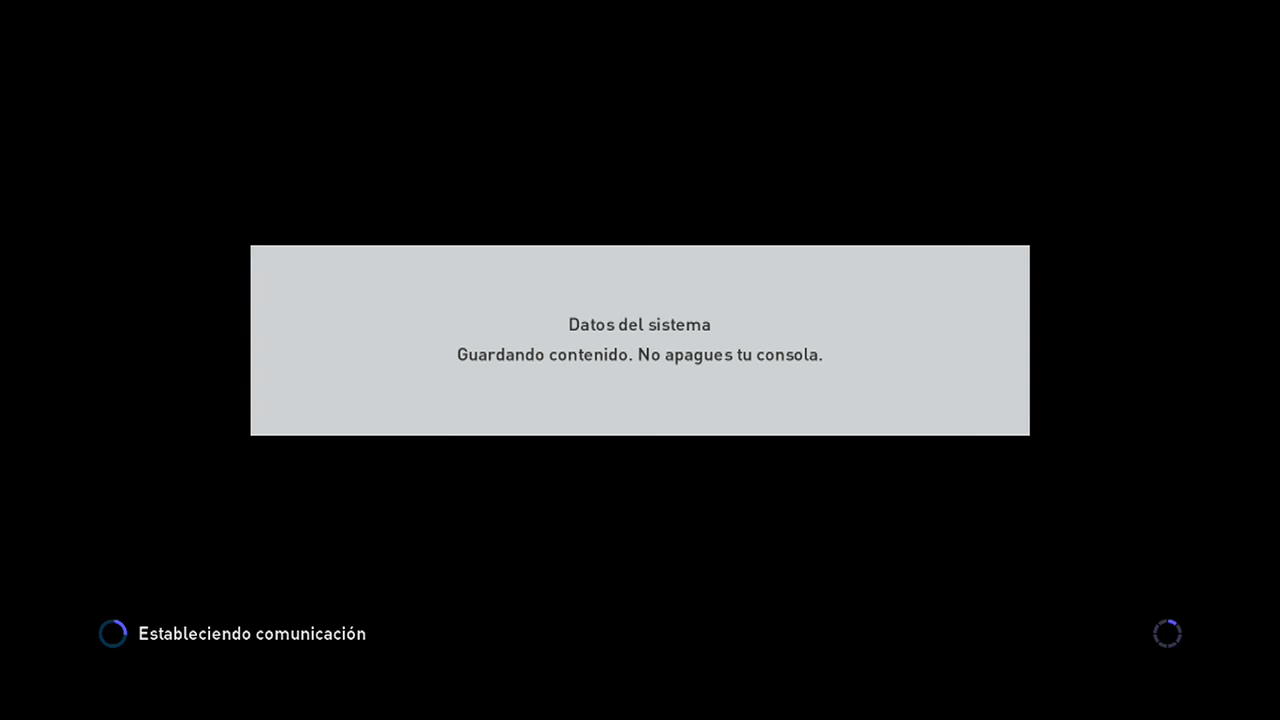 Datos del sistema
Guardando contenido. No apagues tu consola.
Estableciendo comunicación